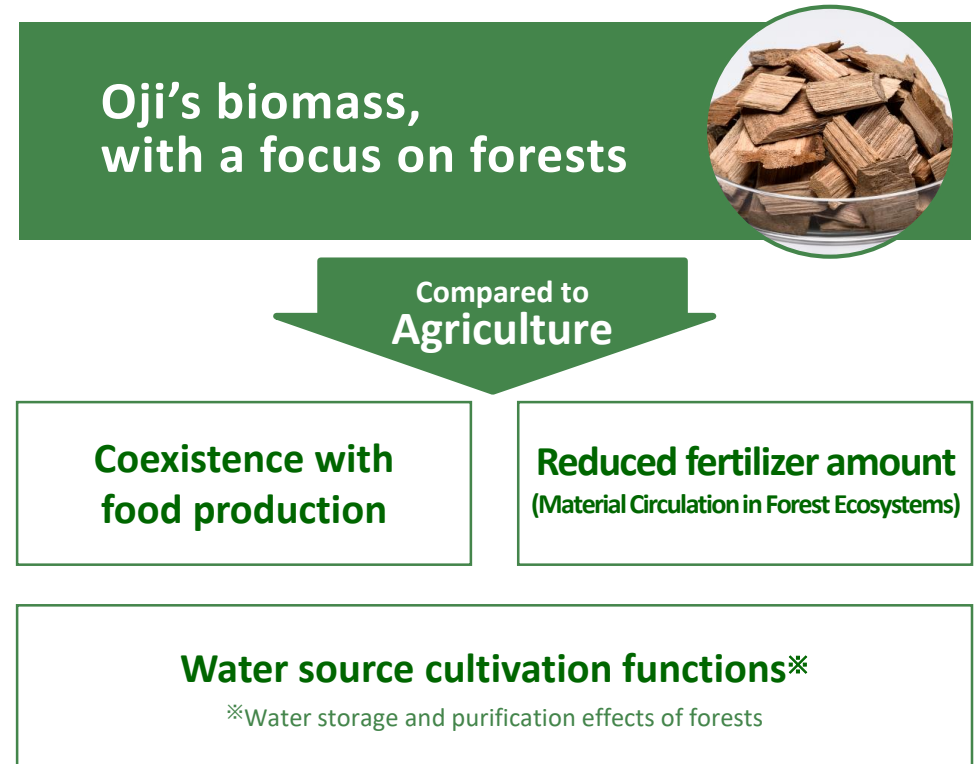 Oji’s biomass,
with a focus on forests
Compared to
Agriculture
Coexistence with
food production
Reduced fertilizer amount
(Material Circulation in Forest Ecosystems)
Water source cultivation functions※
※Water storage and purification effects of forests